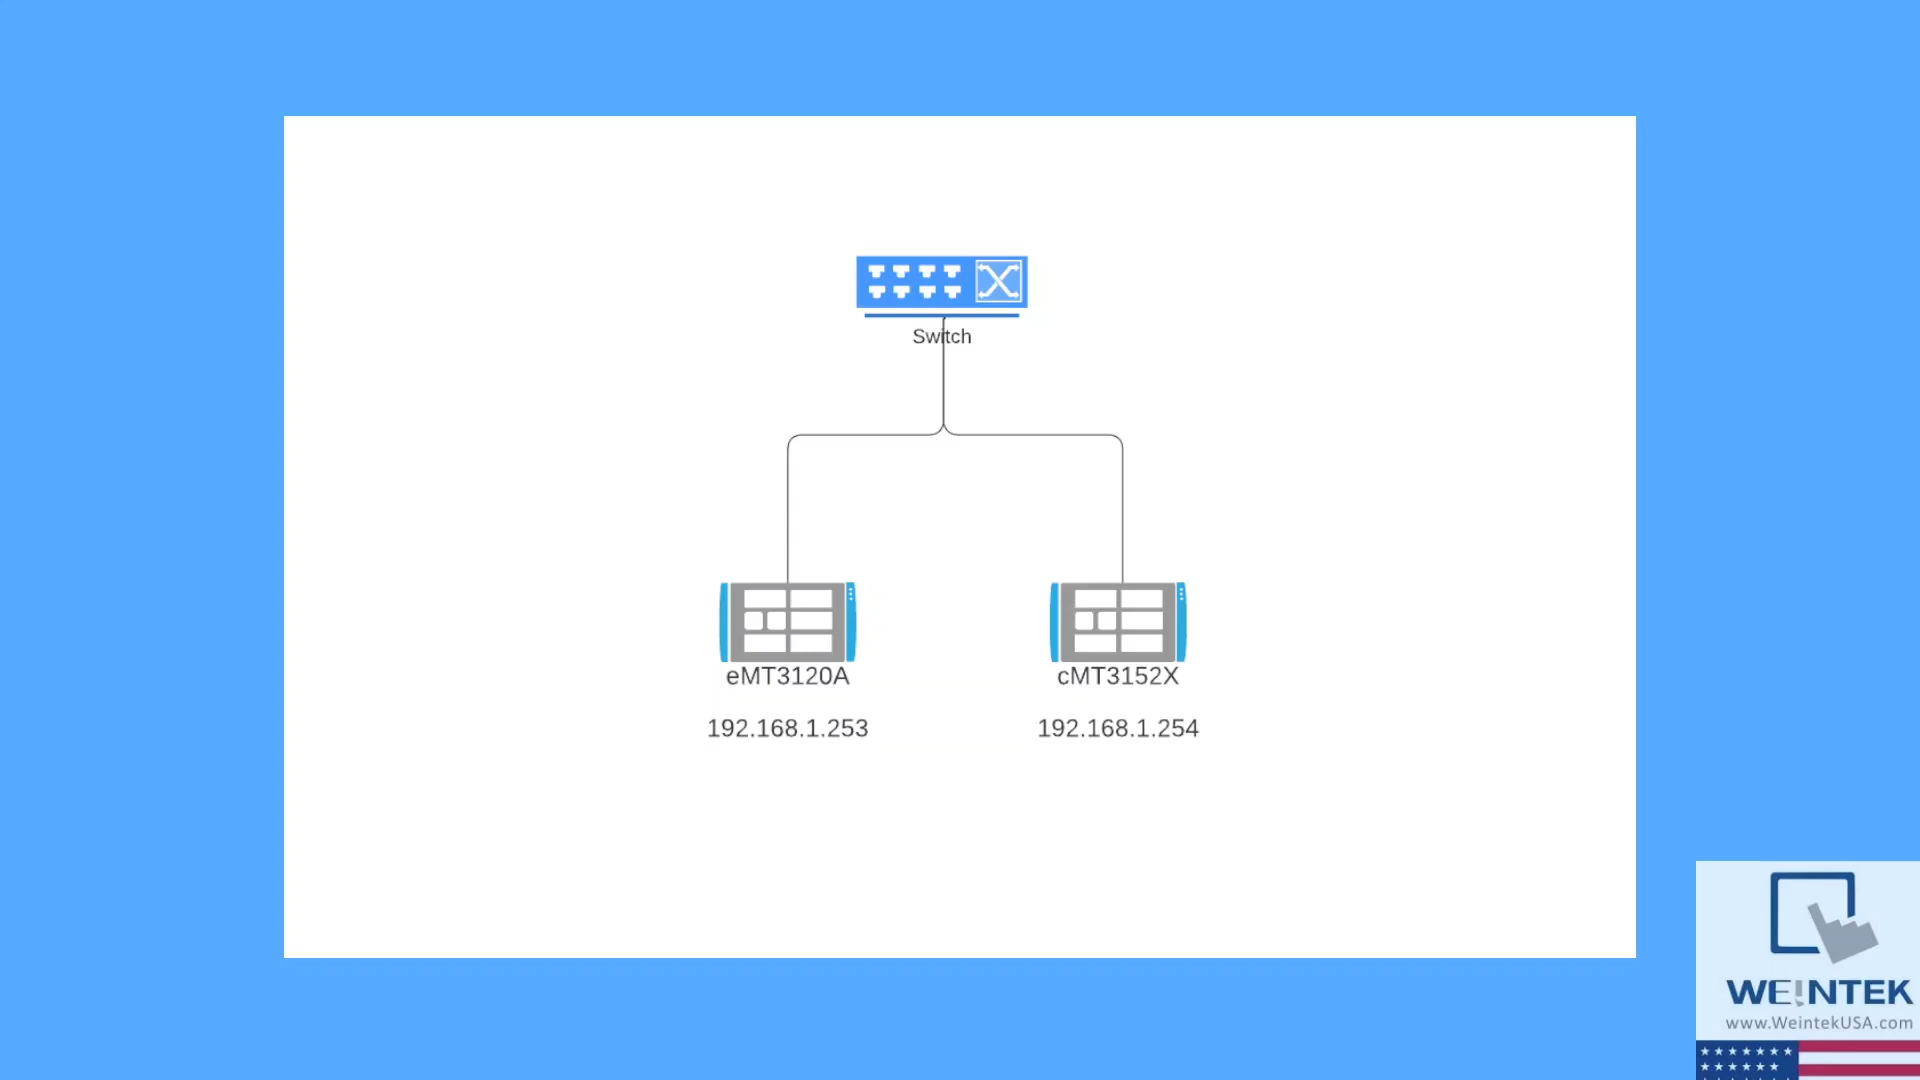 Switch
eMT3120A
cMT3152X
192.168.1.253
192.168.1.254
WEINTEK
www.WeintekUSA.com